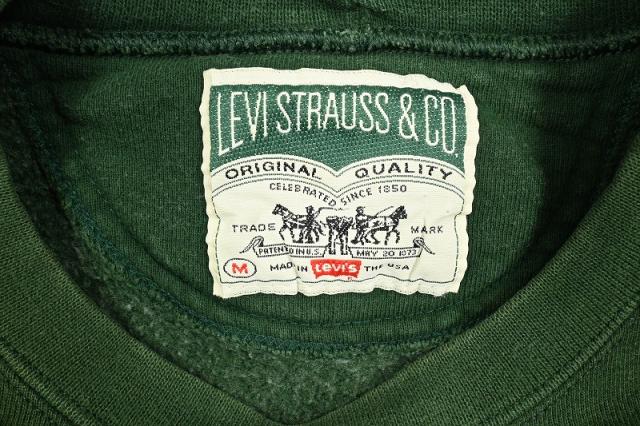 LEVI STRAUSS & CO.
ORIGINAL QUALITY
CELEBRATED SINCE 1850
TRADE MARK
PATENTED IN U.S. MAY 20 1873
M MADE IN Levi's THE USA